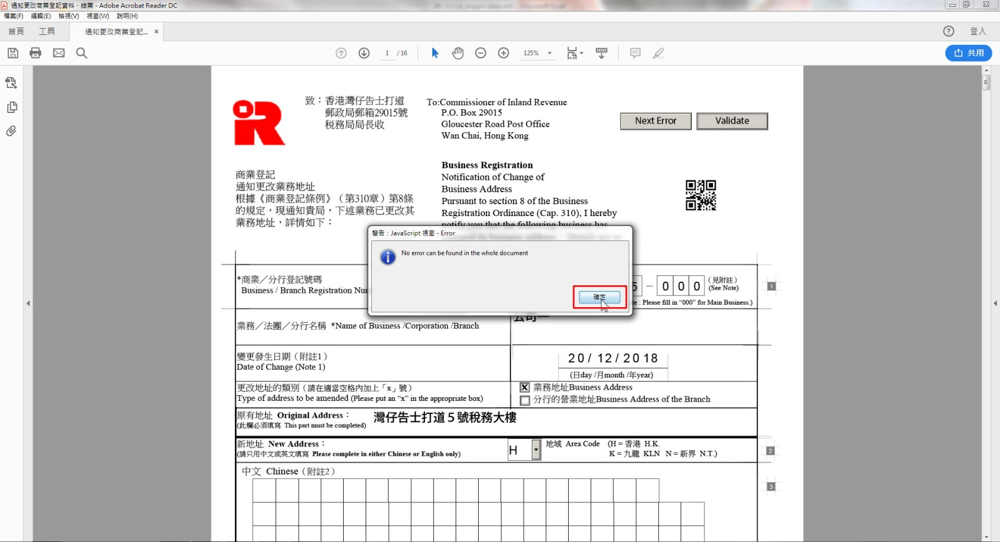 通知更改商業登記資料、結業 - Adobe Acrobat Reader DC
檔案(F) 編輯(E) 檢視(V) 視窗(W) 說明(H)
首頁 工具 通知更改商業登記... × 登入
1 / 16 125% 共用
致：香港灣仔告士打道
郵政局郵箱29015號
稅務局局長收
To:Commissioner of Inland Revenue
P.O. Box 29015
Gloucester Road Post Office
Wan Chai, Hong Kong
Next Error Validate
商業登記
通知更改業務地址
根據《商業登記條例》（第310章）第8條
的規定，現通知貴局，下述業務已更改其
業務地址，詳情如下：
Business Registration
Notification of Change of
Business Address
Pursuant to section 8 of the Business
Registration Ordinance (Cap. 310), I hereby
notify you that the following business has
警告 : JavaScript 視窗 - Error
No error can be found in the whole document
確定
*商業／分行登記號碼
Business / Branch Registration Nu
5 – 0 0 0 （見附註）
(See Note)
: Please fill in “000” for Main Business.)
1
業務／法團／分行名稱 *Name of Business /Corporation /Branch
公司一
變更發生日期（附註1）
Date of Change (Note 1)
20/ 12/ 2018
(日day /月month /年year)
更改地址的類別（請在適當空格內加上「x」號）
Type of address to be amended (Please put an “x” in the appropriate box)
X 業務地址Business Address
分行的營業地址Business Address of the Branch
原有地址 Original Address：
(此欄必須填寫 This part must be completed)
灣仔告士打道５號稅務大樓
新地址 New Address：
(請只用中文或英文填寫 Please complete in either Chinese or English only)
H
地域 Area Code (H = 香港 H.K.
K = 九龍 KLN N = 新界 N.T.)
2
中文 Chinese（附註2）
3